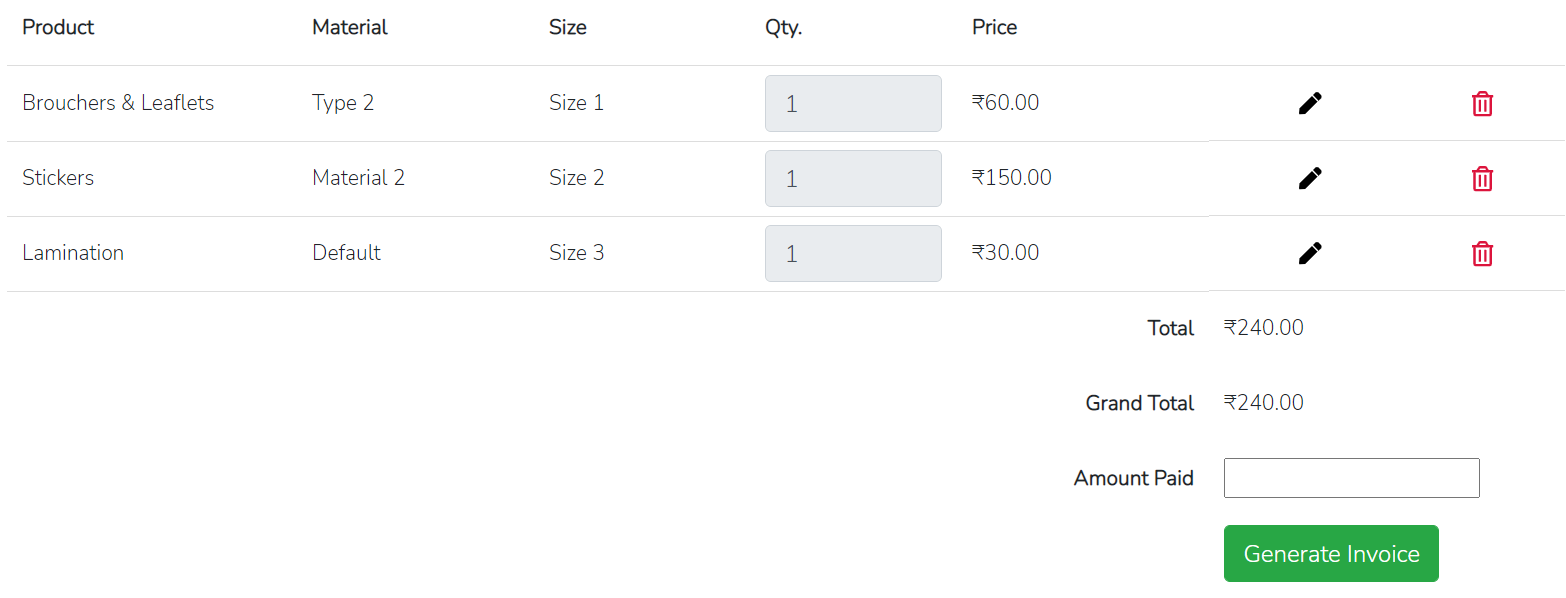 Product Material Size Qty. Price
Brouchers & Leaflets Type 2 Size 1 1 ₹60.00
Stickers Material 2 Size 2 1 ₹150.00
Lamination Default Size 3 1 ₹30.00
Total ₹240.00
Grand Total ₹240.00
Amount Paid
Generate Invoice